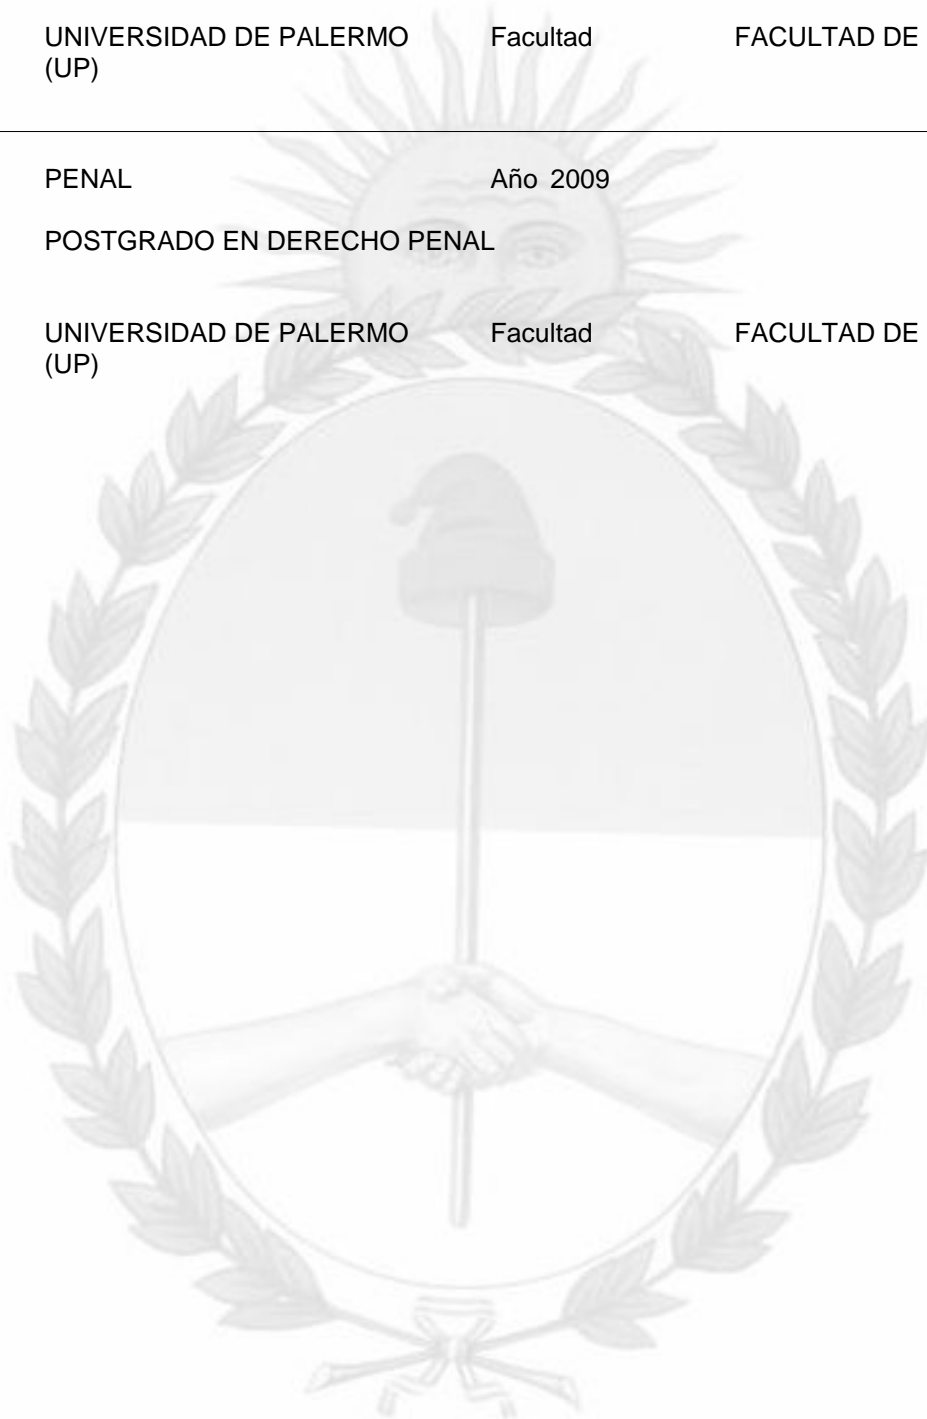 UNIVERSIDAD DE PALERMO Facultad FACULTAD DE
(UP)
PENAL Año 2009
POSTGRADO EN DERECHO PENAL
UNIVERSIDAD DE PALERMO Facultad FACULTAD DE
(UP)